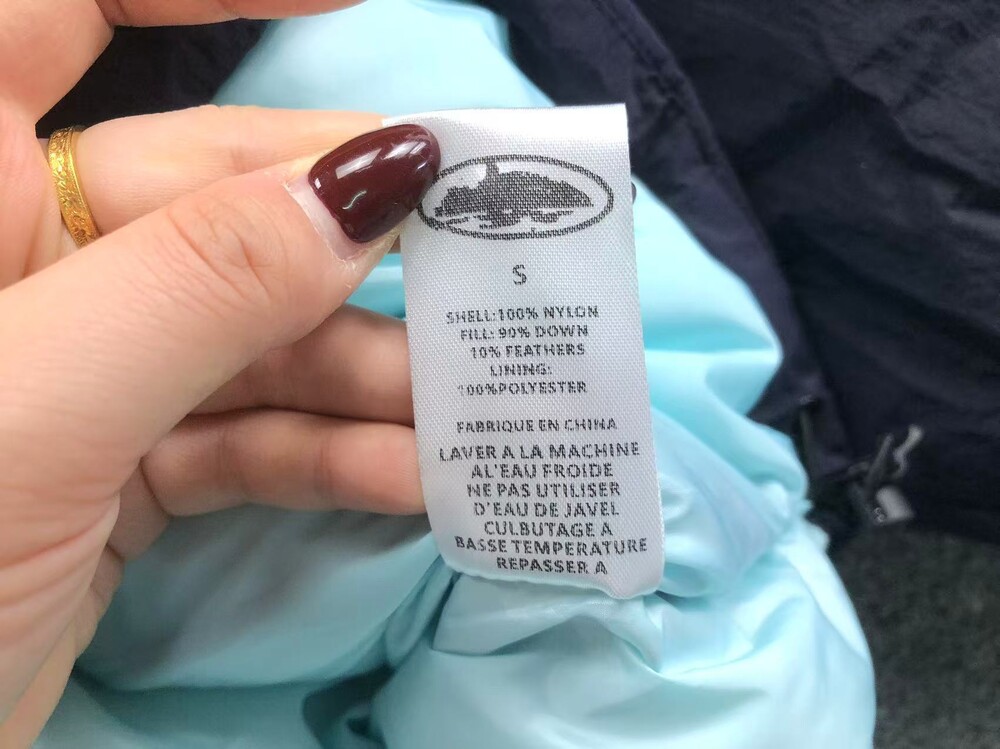 S
SHELL:100% NYLON
FILL: 90% DOWN
10% FEATHERS
LINING:
100%POLYESTER
FABRIQUE EN CHINA
LAVER A LA MACHINE
AL'EAU FROIDE
NE PAS UTILISER
D'EAU DE JAVEL
CULBUTAGE A
BASSE TEMPERATURE
REPASSER A